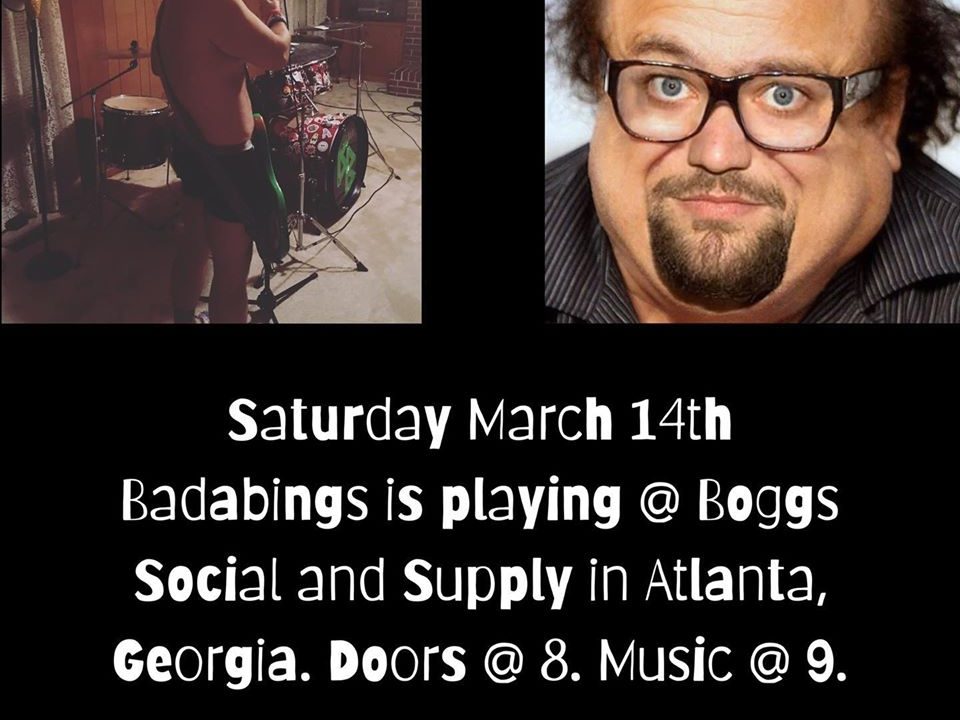 Saturday March 14th
Badabings is playing @ Boggs
Social and Supply in Atlanta,
Georgia. Doors @ 8. Music @ 9.